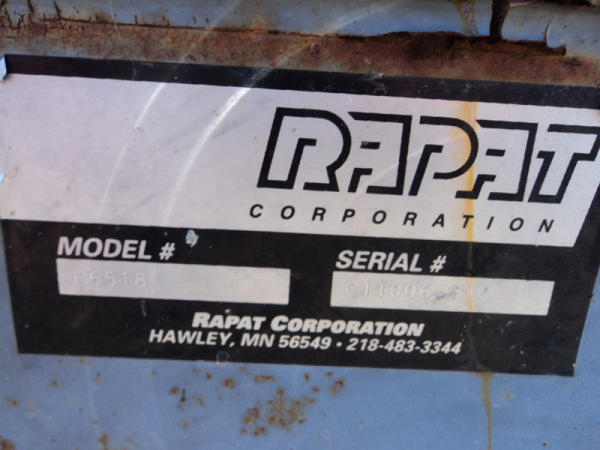 RAPAT
CORPORATION
MODEL # SERIAL #
RAPAT CORPORATION
HAWLEY, MN 56549 • 218-483-3344